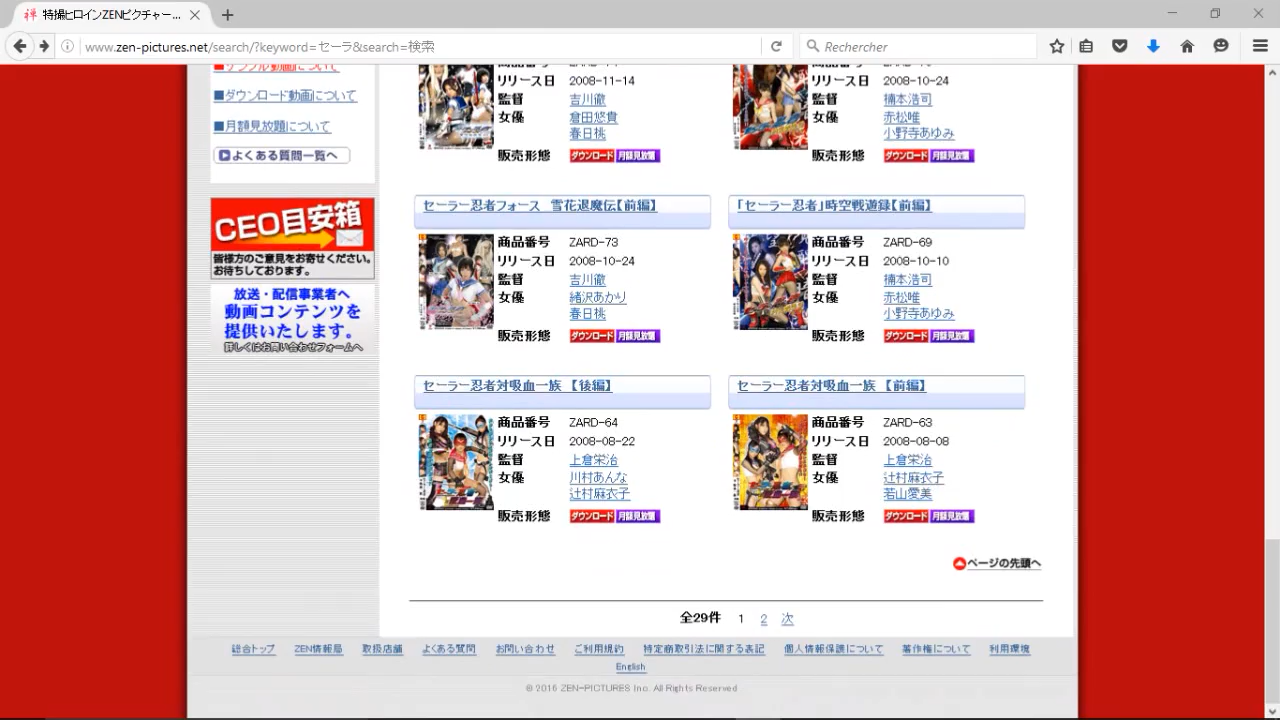 特撮ヒロイン-ZENピクチャー…
www.zen-pictures.net/search/?keyword=セーラ&search=検索
Rechercher
■サンプル動画について
■ダウンロード動画について
■月額見放題について
よくある質問一覧へ
CEO目安箱
皆様方のご意見をお寄せください。
お待ちしております。
放送・配信事業者へ
動画コンテンツを
提供いたします。
詳しくはお問い合わせフォームへ
リリース日 2008-11-14
監督 吉川徹
女優 倉田悠貴
春日桃
販売形態 ダウンロード 月額見放題
リリース日 2008-10-24
監督 楠本浩司
女優 赤松唯
小野寺あゆみ
販売形態 ダウンロード 月額見放題
セーラー忍者フォース 雪花退魔伝【前編】
商品番号 ZARD-73
リリース日 2008-10-24
監督 吉川徹
女優 緒沢あかり
春日桃
販売形態 ダウンロード 月額見放題
「セーラー忍者」時空戦遊録【前編】
商品番号 ZARD-69
リリース日 2008-10-10
監督 楠本浩司
女優 赤松唯
小野寺あゆみ
販売形態 ダウンロード 月額見放題
セーラー忍者対吸血一族 【後編】
商品番号 ZARD-64
リリース日 2008-08-22
監督 上倉栄治
女優 川村あんな
辻村麻衣子
販売形態 ダウンロード 月額見放題
セーラー忍者対吸血一族 【前編】
商品番号 ZARD-63
リリース日 2008-08-08
監督 上倉栄治
女優 辻村麻衣子
若山愛美
販売形態 ダウンロード 月額見放題
ページの先頭へ
全29件 1 2 次
総合トップ ZEN情報局 取扱店舗 よくある質問 お問い合わせ ご利用規約 特定商取引法に関する表記 個人情報保護について 著作権について 利用環境
English
© 2016 ZEN-PICTURES Inc. All Rights Reserved